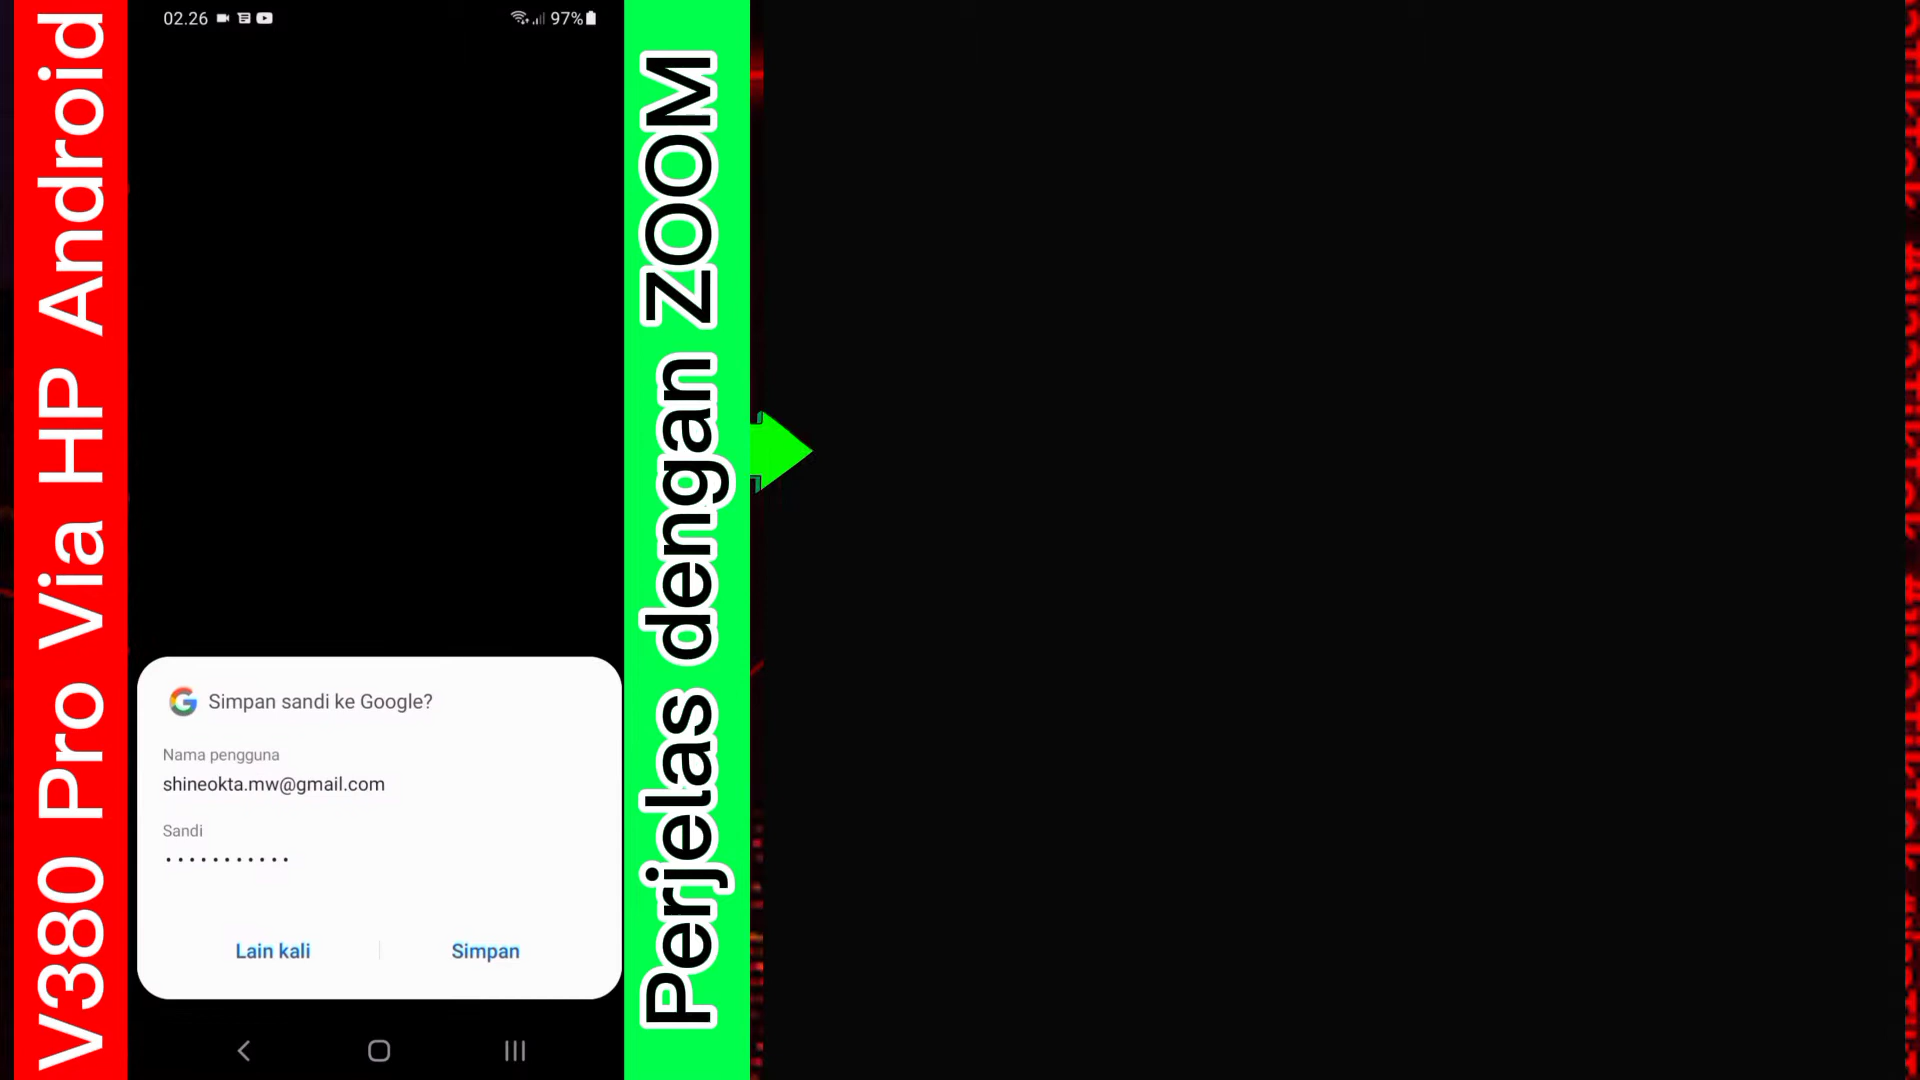 V380 Pro Via HP Android
02.26
97%
Simpan sandi ke Google?
Nama pengguna
shineokta.mw@gmail.com
Sandi
...........
Lain kali
Simpan
Perjelas dengan ZOOM